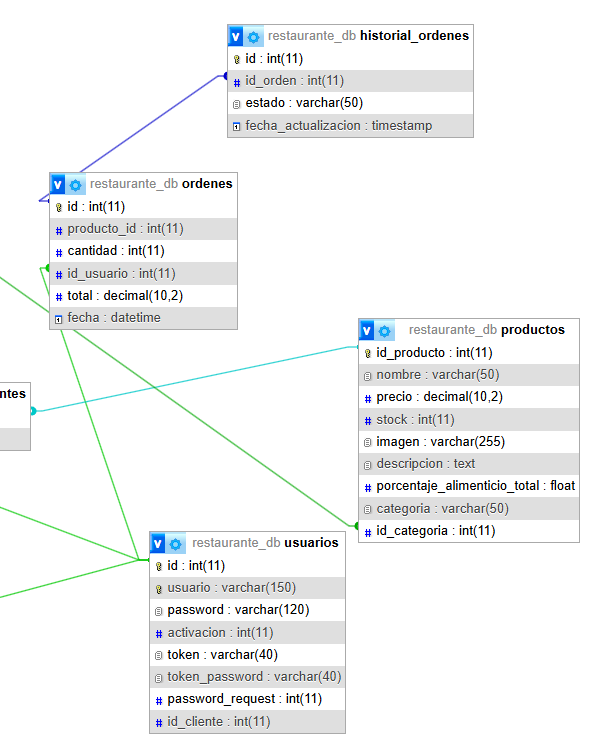 restaurante_db historial_ordenes
id : int(11)
id_orden : int(11)
estado : varchar(50)
fecha_actualizacion : timestamp
restaurante_db ordenes
id : int(11)
producto_id : int(11)
cantidad : int(11)
id_usuario : int(11)
total : decimal(10,2)
fecha : datetime
restaurante_db productos
id_producto : int(11)
nombre : varchar(50)
precio : decimal(10,2)
stock : int(11)
imagen : varchar(255)
descripcion : text
porcentaje_alimenticio_total : float
categoria : varchar(50)
id_categoria : int(11)
ntes
restaurante_db usuarios
id : int(11)
usuario : varchar(150)
password : varchar(120)
activacion : int(11)
token : varchar(40)
token_password : varchar(40)
password_request : int(11)
id_cliente : int(11)